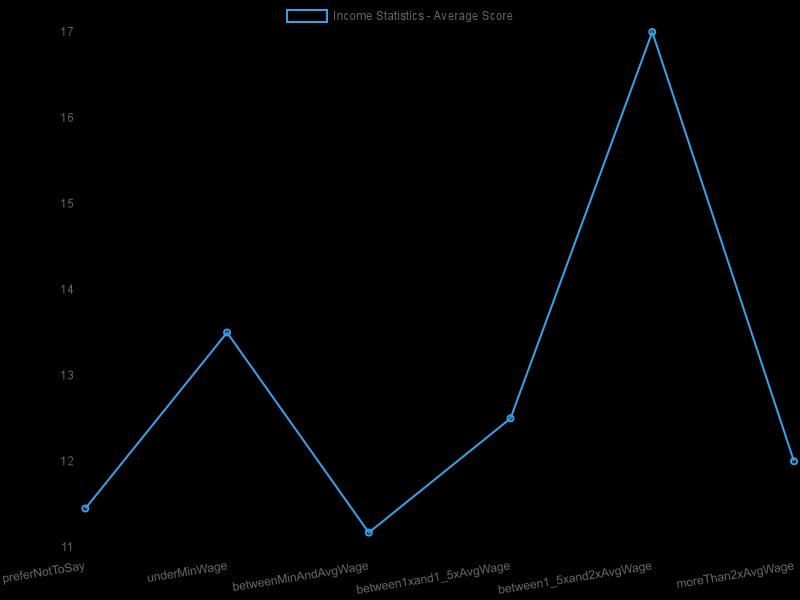 Income Statistics - Average Score
17
16
15
14
13
12
11
preferNotToSay
underMinWage
betweenMinAndAvgWage
between1xand1_5xAvgWage
between1_5xand2xAvgWage
moreThan2xAvgWage